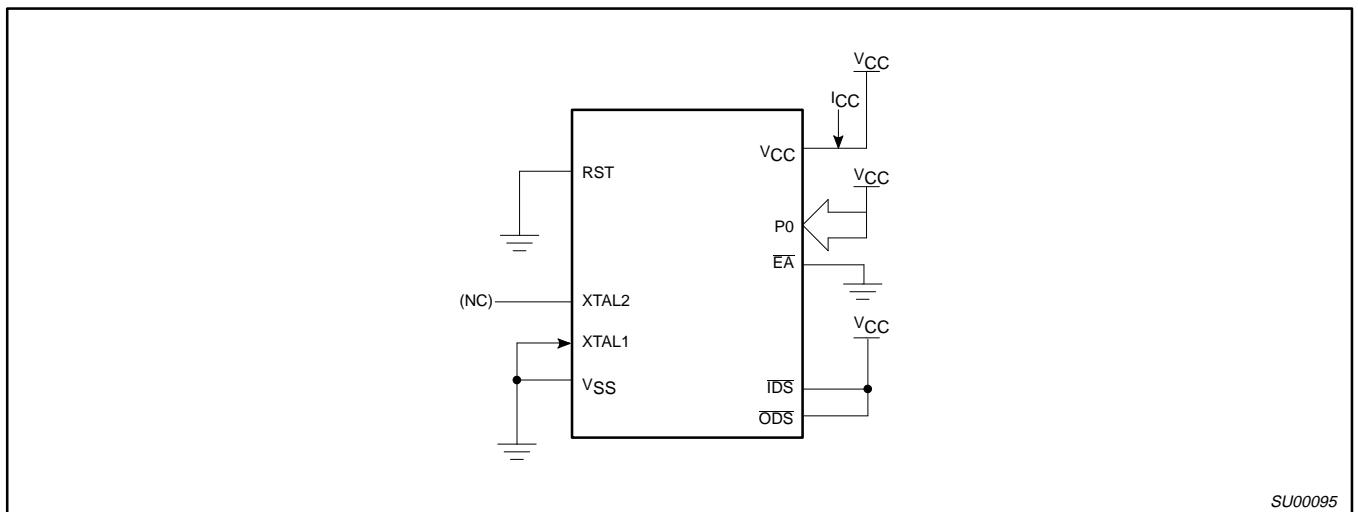 VCC
ICC
VCC
RST
VCC
P0
EA
(NC)
XTAL2
VCC
XTAL1
VSS
IDS
ODS
SU00095